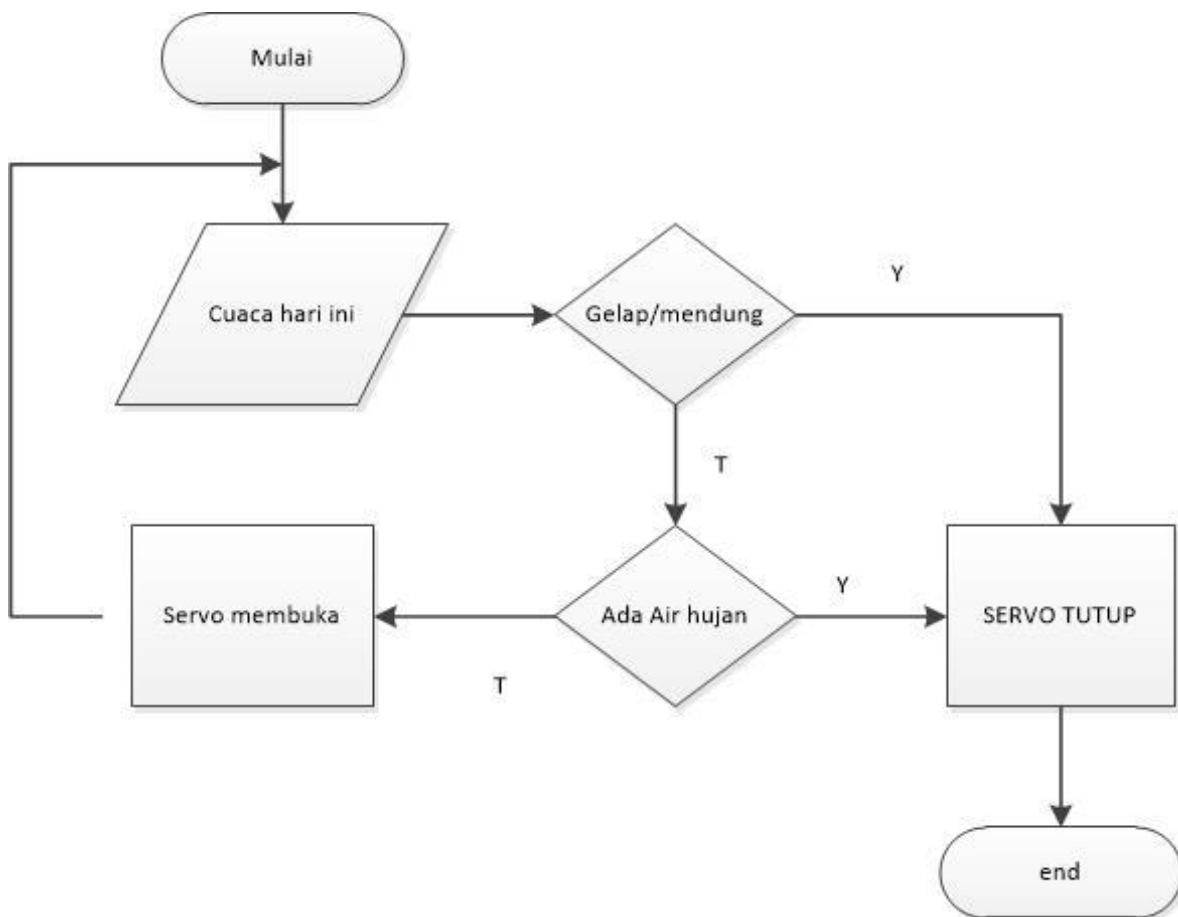 Mulai
Cuaca hari ini
Gelap/mendung
Y
T
Servo membuka
Ada Air hujan
Y
SERVO TUTUP
T
end